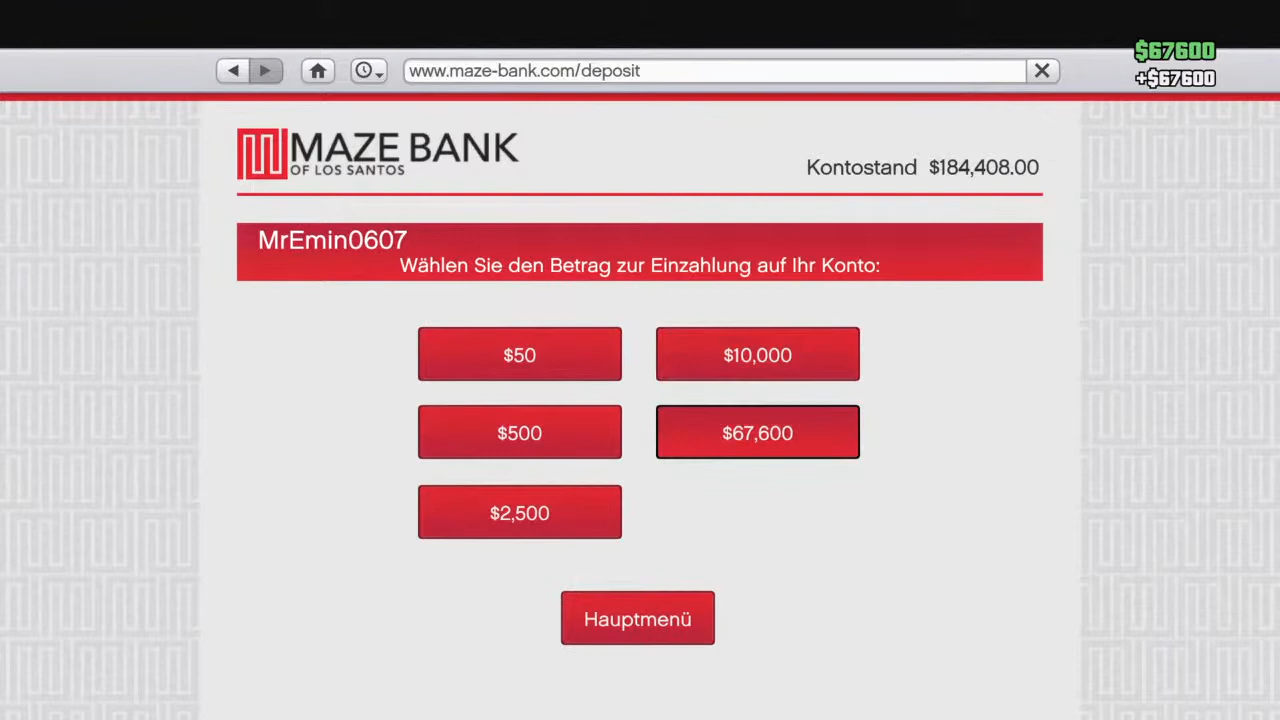 $67600
+$67600
www.maze-bank.com/deposit
MAZE BANK
OF LOS SANTOS
Kontostand $184,408.00
MrEmin0607
Wählen Sie den Betrag zur Einzahlung auf Ihr Konto:
$50
$10,000
$500
$67,600
$2,500
Hauptmenü